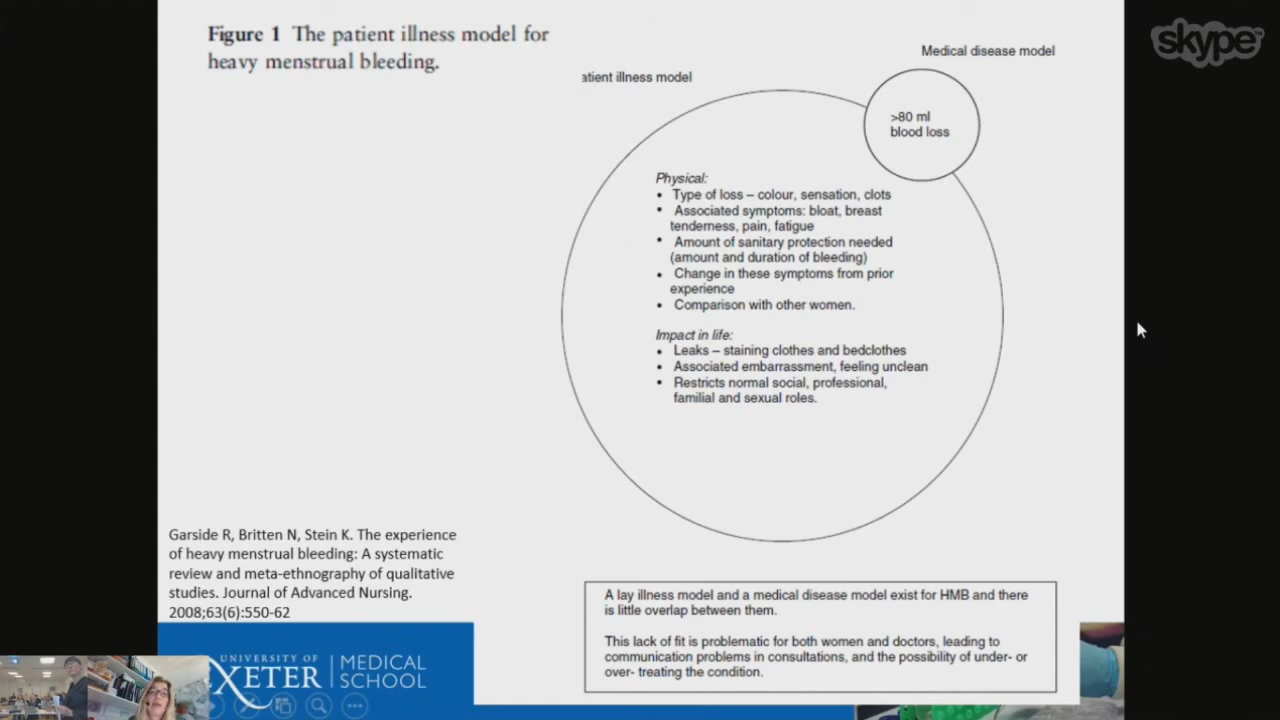 Figure 1 The patient illness model for
heavy menstrual bleeding.
skype
Medical disease model
atient illness model
>80 ml
blood loss
Physical:
• Type of loss – colour, sensation, clots
• Associated symptoms: bloat, breast
tenderness, pain, fatigue
• Amount of sanitary protection needed
(amount and duration of bleeding)
• Change in these symptoms from prior
experience
• Comparison with other women.
Impact in life:
• Leaks – staining clothes and bedclothes
• Associated embarrassment, feeling unclean
• Restricts normal social, professional,
familial and sexual roles.
Garside R, Britten N, Stein K. The experience
of heavy menstrual bleeding: A systematic
review and meta-ethnography of qualitative
studies. Journal of Advanced Nursing.
2008;63(6):550-62
A lay illness model and a medical disease model exist for HMB and there
is little overlap between them.
This lack of fit is problematic for both women and doctors, leading to
communication problems in consultations, and the possibility of under- or
over- treating the condition.
UNIVERSITY OF
EXETER
MEDICAL
SCHOOL